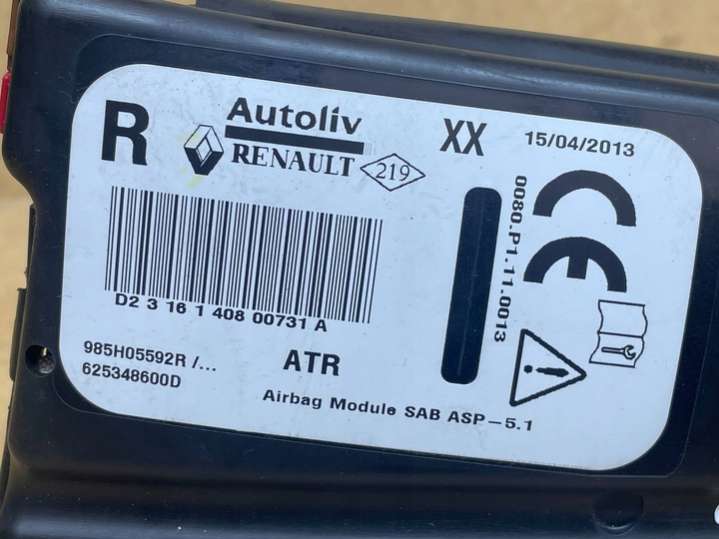 R
Autoliv
RENAULT
219
XX
15/04/2013
0080.P1.11.0013
D2 3 16 1 408 00731 A
985H05592R /...
625348600D
ATR
Airbag Module SAB ASP-5.1